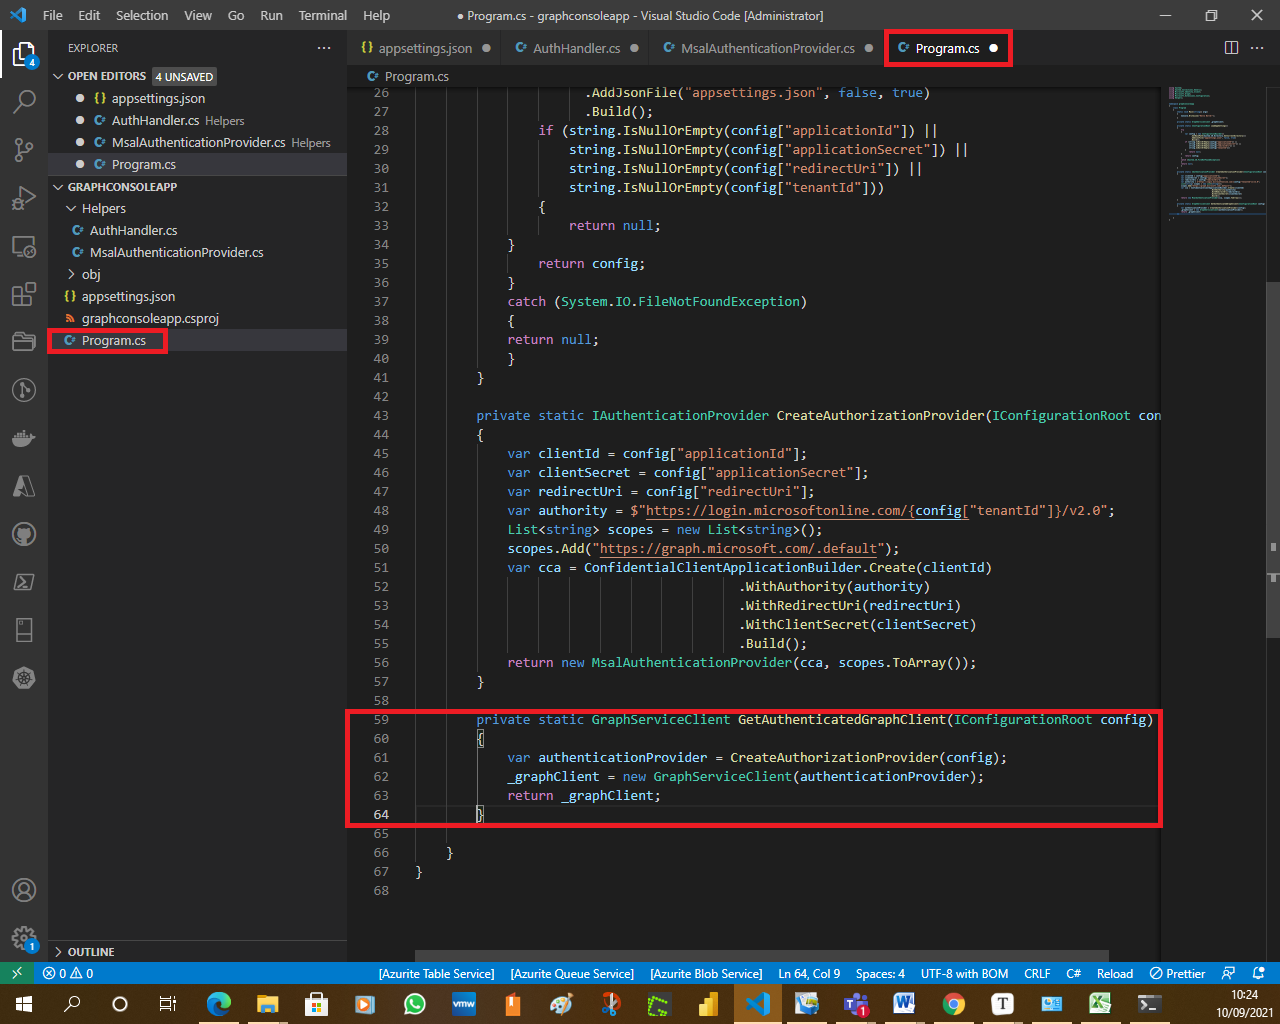 File Edit Selection View Go Run Terminal Help
● Program.cs - graphconsoleapp - Visual Studio Code [Administrator]
EXPLORER
OPEN EDITORS 4 UNSAVED
{} appsettings.json
C# AuthHandler.cs Helpers
C# MsalAuthenticationProvider.cs Helpers
C# Program.cs
GRAPHCONSOLEAPP
Helpers
C# AuthHandler.cs
C# MsalAuthenticationProvider.cs
obj
{} appsettings.json
graphconsoleapp.csproj
C# Program.cs
OUTLINE
4
1
{} appsettings.json ● C# AuthHandler.cs ● C# MsalAuthenticationProvider.cs ● C# Program.cs ●
C# Program.cs
26 .AddJsonFile("appsettings.json", false, true)
27 .Build();
28 if (string.IsNullOrEmpty(config["applicationId"]) ||
29 string.IsNullOrEmpty(config["applicationSecret"]) ||
30 string.IsNullOrEmpty(config["redirectUri"]) ||
31 string.IsNullOrEmpty(config["tenantId"]))
32 {
33 return null;
34 }
35 return config;
36 }
37 catch (System.IO.FileNotFoundException)
38 {
39 return null;
40 }
41 }
42
43 private static IAuthenticationProvider CreateAuthorizationProvider(IConfigurationRoot con
44 {
45 var clientId = config["applicationId"];
46 var clientSecret = config["applicationSecret"];
47 var redirectUri = config["redirectUri"];
48 var authority = $"https://login.microsoftonline.com/{config["tenantId"]}/v2.0";
49 List<string> scopes = new List<string>();
50 scopes.Add("https://graph.microsoft.com/.default");
51 var cca = ConfidentialClientApplicationBuilder.Create(clientId)
52 .WithAuthority(authority)
53 .WithRedirectUri(redirectUri)
54 .WithClientSecret(clientSecret)
55 .Build();
56 return new MsalAuthenticationProvider(cca, scopes.ToArray());
57 }
58
59 private static GraphServiceClient GetAuthenticatedGraphClient(IConfigurationRoot config)
60 {
61 var authenticationProvider = CreateAuthorizationProvider(config);
62 _graphClient = new GraphServiceClient(authenticationProvider);
63 return _graphClient;
64 }
65
66 }
67 }
68
0 0 [Azurite Table Service] [Azurite Queue Service] [Azurite Blob Service] Ln 64, Col 9 Spaces: 4 UTF-8 with BOM CRLF C# Reload Prettier
vmw 1 T
10:24
10/09/2021